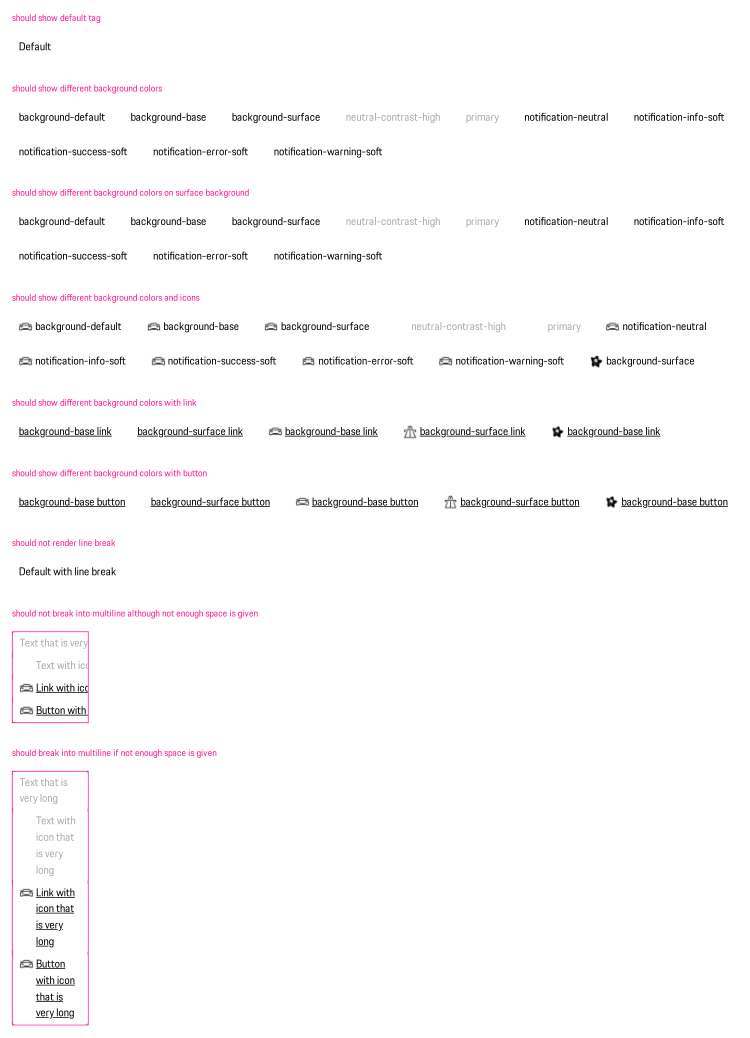 should show default tag
Default
should show different background colors
background-default background-base background-surface neutral-contrast-high primary notification-neutral notification-info-soft
notification-success-soft notification-error-soft notification-warning-soft
should show different background colors on surface background
background-default background-base background-surface neutral-contrast-high primary notification-neutral notification-info-soft
notification-success-soft notification-error-soft notification-warning-soft
should show different background colors and icons
background-default background-base background-surface neutral-contrast-high primary notification-neutral
notification-info-soft notification-success-soft notification-error-soft notification-warning-soft background-surface
should show different background colors with link
background-base link background-surface link background-base link background-surface link background-base link
should show different background colors with button
background-base button background-surface button background-base button background-surface button background-base button
should not render line break
Default with line break
should not break into multiline although not enough space is given
Text that is very
Text with ico
Link with ico
Button with
should break into multiline if not enough space is given
Text that is
very long
Text with
icon that
is very
long
Link with
icon that
is very
long
Button
with icon
that is
very long